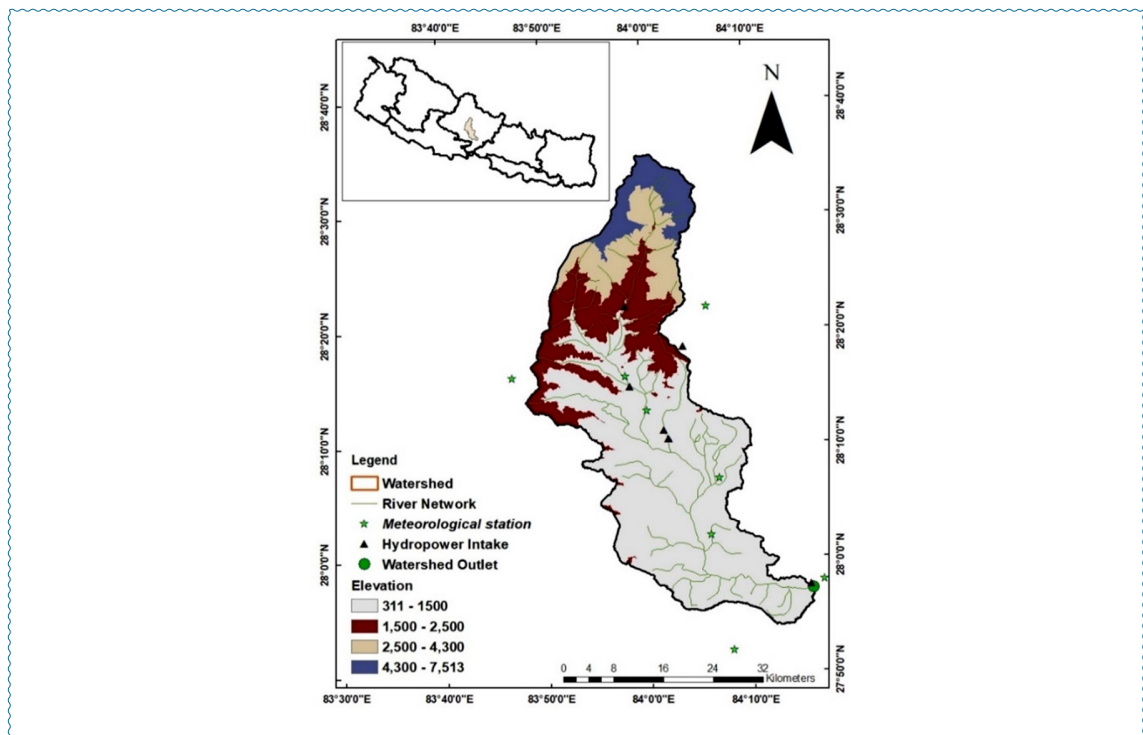 83°40'0"E 83°50'0"E 84°0'0"E 84°10'0"E
N
28°40'0"N 28°40'0"N
28°30'0"N 28°30'0"N
28°20'0"N 28°20'0"N
28°10'0"N 28°10'0"N
28°0'0"N 28°0'0"N
27°50'0"N
Legend
Watershed
River Network
Meteorological station
Hydropower Intake
Watershed Outlet
Elevation
311 - 1500
1,500 - 2,500
2,500 - 4,300
4,300 - 7,513
0 4 8 16 24 32
Kilometers
83°30'0"E 83°40'0"E 83°50'0"E 84°0'0"E 84°10'0"E